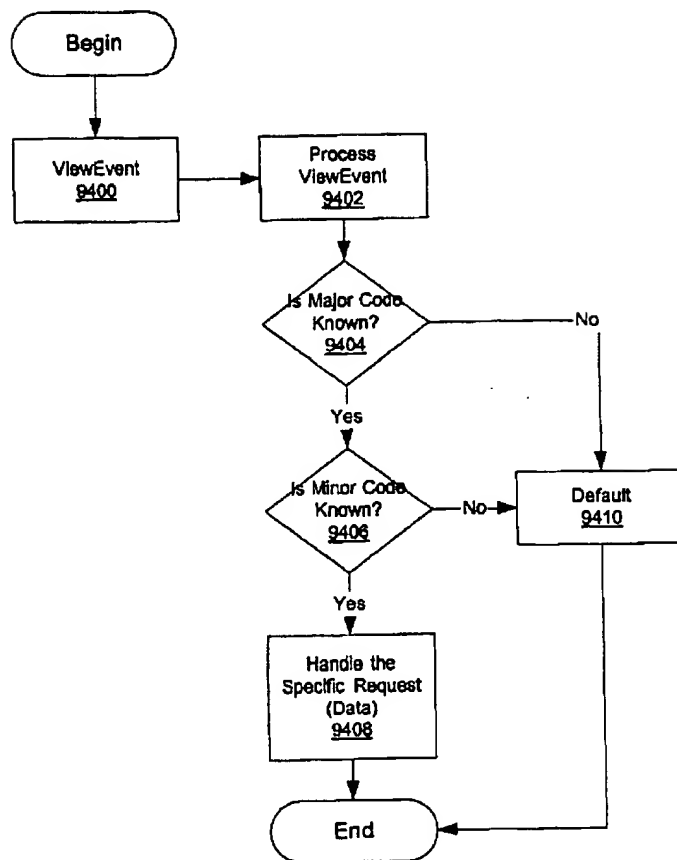 Begin
ViewEvent
9400
Process
ViewEvent
9402
Is Major Code
Known?
9404
No
Yes
Is Minor Code
Known?
9406
No
Default
9410
Yes
Handle the
Specific Request
(Data)
9408
End